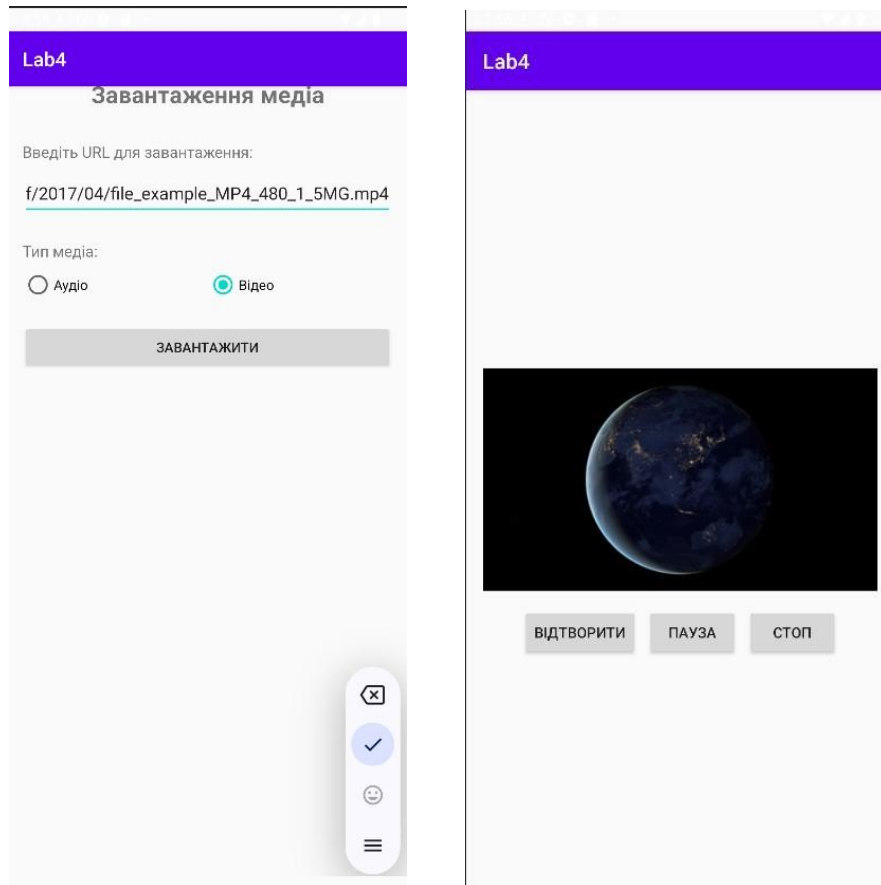 Lab4
Завантаження медіа
Введіть URL для завантаження:
f/2017/04/file_example_MP4_480_1_5MG.mp4
Тип медіа:
Аудіо Відео
ЗАВАНТАЖИТИ
Lab4
ВІДТВОРИТИ ПАУЗА СТОП